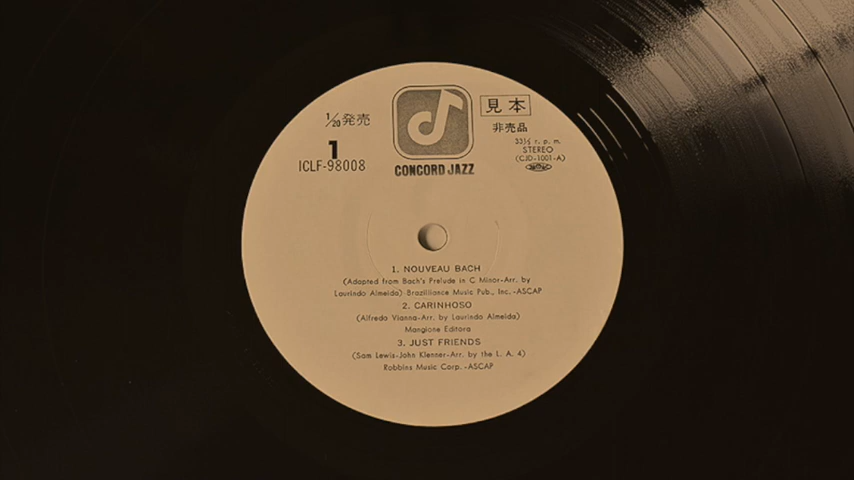 1/20発売
見本
非売品
1
ICLF-98008
33⅓ r. p. m.
STEREO
(CJD-1001-A)
CONCORD JAZZ
1. NOUVEAU BACH
(Adapted from Bach's Prelude in C Minor-Arr. by
Laurindo Almeida) Brazilliance Music Pub., Inc. -ASCAP
2. CARINHOSO
(Alfredo Vianna-Arr. by Laurindo Almeida)
Mangione Editora
3. JUST FRIENDS
(Sam Lewis-John Klenner-Arr. by the L. A. 4)
Robbins Music Corp. -ASCAP